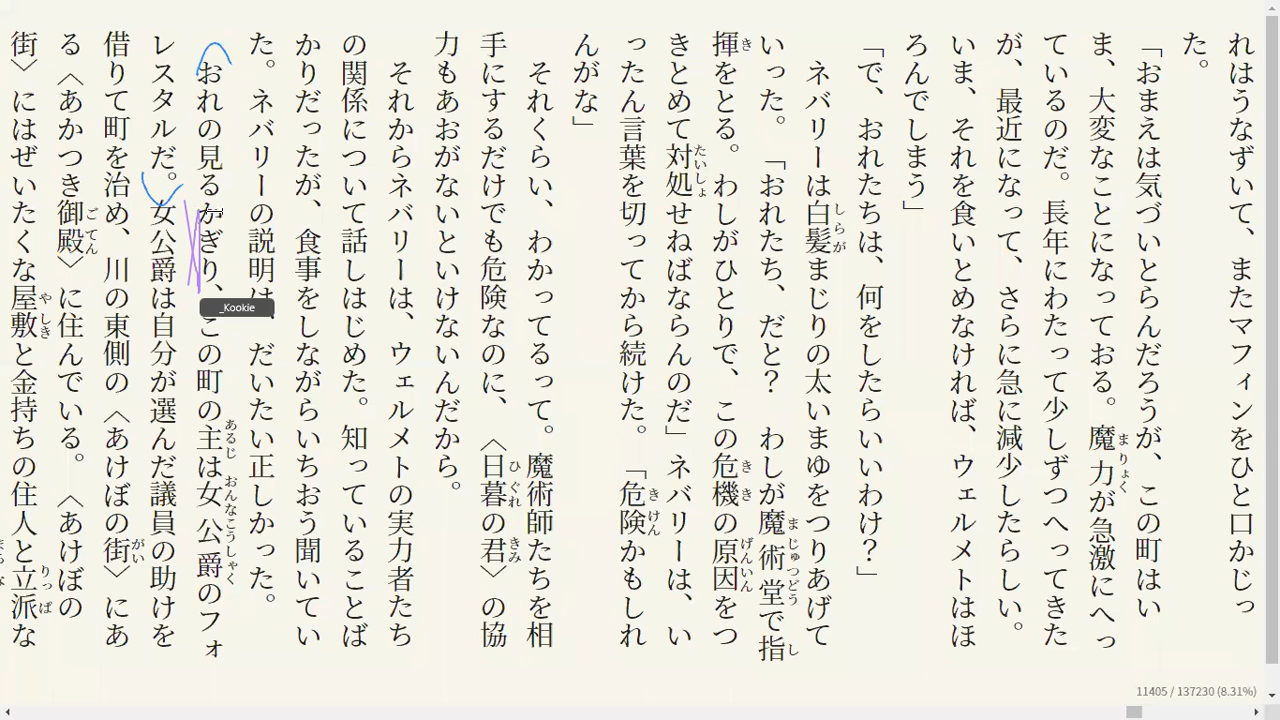 れはうなずいて、またマフィンをひと口かじっ
た。
「おまえは気づいとらんだろうが、この町はい
ま、大変なことになっておる。魔力が急激にへっ
ているのだ。長年にわたって少しずつへってきた
が、最近になって、さらに急に減少したらしい。
いま、それを食いとめなければ、ウェルメトはほ
ろんでしまう」
「で、おれたちは、何をしたらいいわけ？」
ネバリーは白髪まじりの太いまゆをつりあげて
いった。「おれたち、だと？　わしが魔術堂で指
揮をとる。わしがひとりで、この危機の原因をつ
きとめて対処せねばならんのだ」ネバリーは、い
ったん言葉を切ってから続けた。「危険かもしれ
んがな」
それくらい、わかってるって。魔術師たちを相
手にするだけでも危険なのに、〈日暮の君〉の協
力もあおがないといけないんだから。
それからネバリーは、ウェルメトの実力者たち
の関係について話しはじめた。知っていることば
かりだったが、食事をしながらいちおう聞いてい
た。ネバリーの説明は、だいたい正しかった。
おれの見るかぎり、この町の主は女公爵のフォ
レスタルだ。女公爵は自分が選んだ議員の助けを
借りて町を治め、川の東側の〈あけぼの街〉にあ
る〈あかつき御殿〉に住んでいる。〈あけぼの
街〉にはぜいたくな屋敷と金持ちの住人と立派な
_Kookie
11405 / 137230 (8.31%)